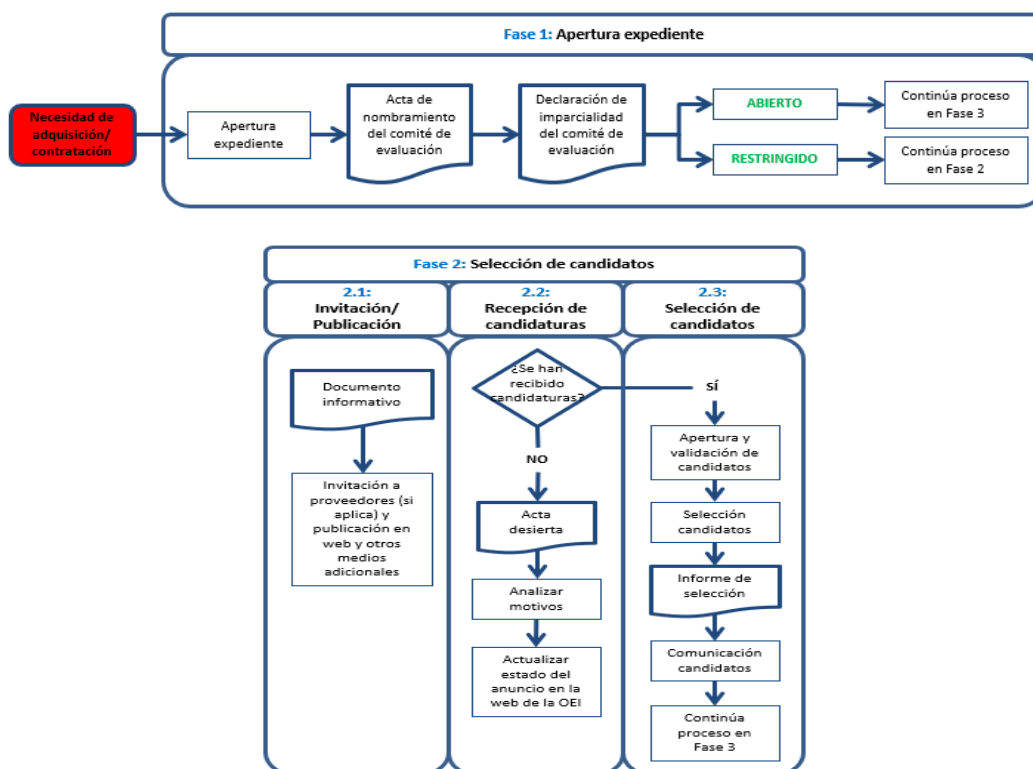 Fase 1: Apertura expediente
Necesidad de
adquisición/
contratación
Apertura
expediente
Acta de
nombramiento
del comité de
evaluación
Declaración de
imparcialidad
del comité de
evaluación
ABIERTO
Continúa proceso
en Fase 3
RESTRINGIDO
Continúa proceso
en Fase 2
Fase 2: Selección de candidatos
2.1:
Invitación/
Publicación
2.2:
Recepción de
candidaturas
2.3:
Selección de
candidatos
Documento
informativo
Invitación a
proveedores (si
aplica) y
publicación en
web y otros
medios
adicionales
¿Se han
recibido
candidaturas?
NO
Acta
desierta
Analizar
motivos
Actualizar
estado del
anuncio en la
web de la OEI
SÍ
Apertura y
validación de
candidatos
Selección
candidatos
Informe de
selección
Comunicación
candidatos
Continúa
proceso en
Fase 3